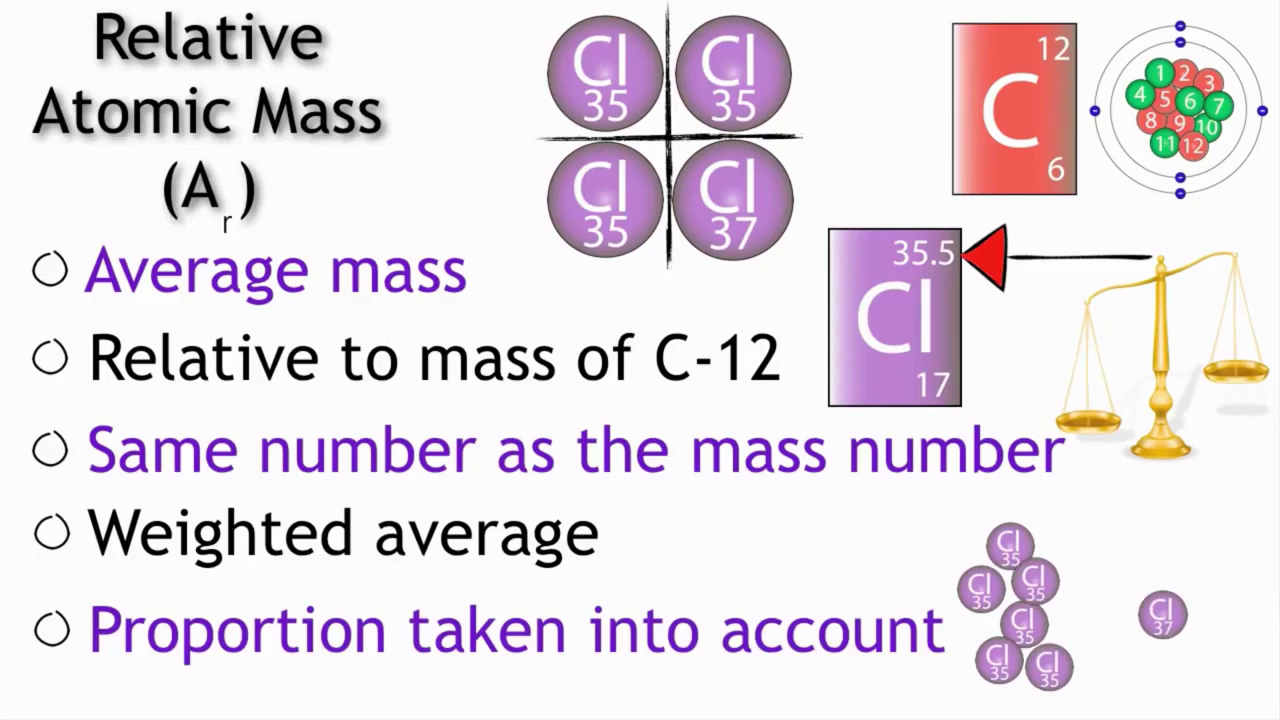 Relative
Atomic Mass
(Ar)
Average mass
Relative to mass of C-12
Same number as the mass number
Weighted average
Proportion taken into account
Cl
35
Cl
35
Cl
35
Cl
37
12
C
6
1
2
3
4
5
6
7
8
9
10
11
12
35.5
Cl
17
Cl
35
Cl
35
Cl
35
Cl
35
Cl
35
Cl
35
Cl
37